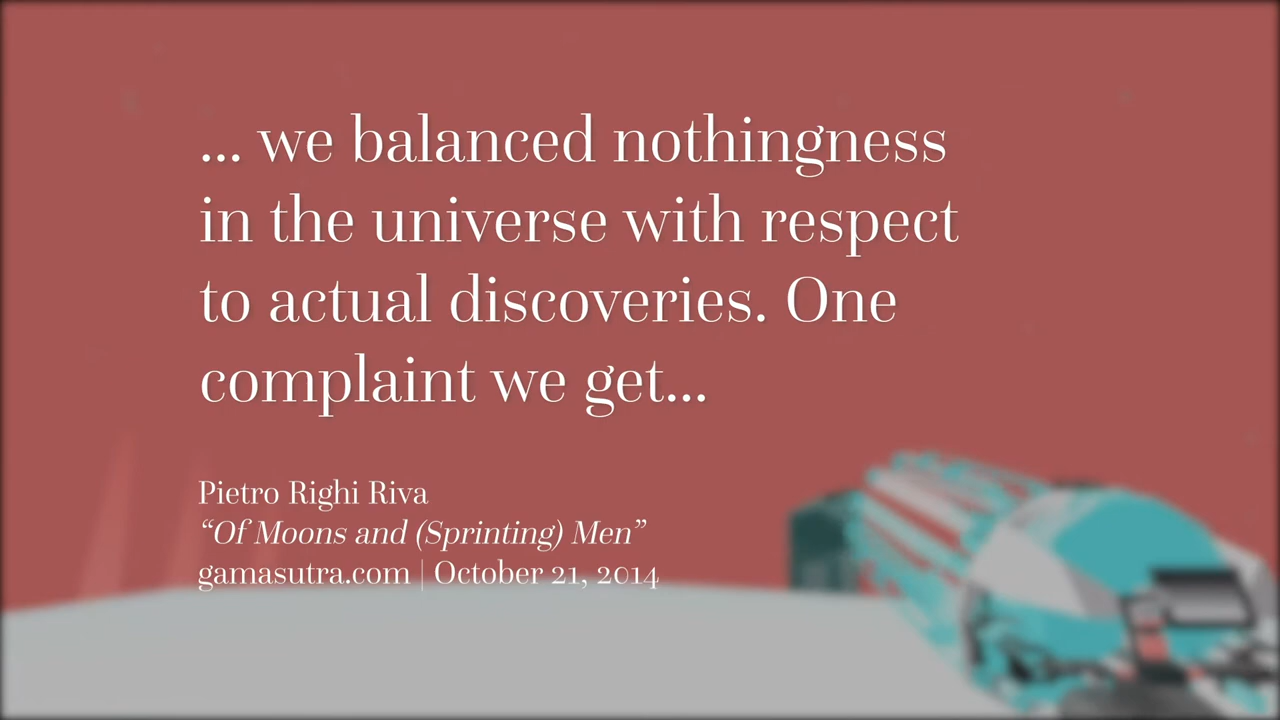 ... we balanced nothingness
in the universe with respect
to actual discoveries. One
complaint we get...
Pietro Righi Riva
“Of Moons and (Sprinting) Men”
gamasutra.com | October 21, 2014